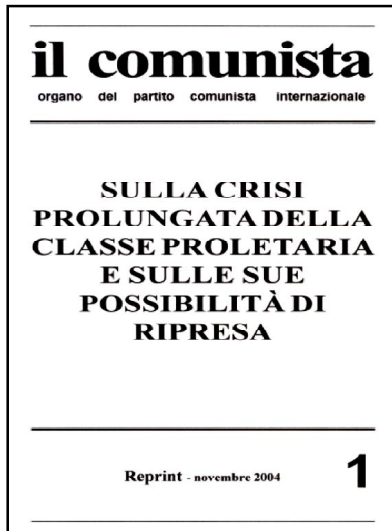 il comunista
organo del partito comunista internazionale
SULLA CRISI
PROLUNGATA DELLA
CLASSE PROLETARIA
E SULLE SUE
POSSIBILITÀ DI
RIPRESA
Reprint - novembre 2004 1